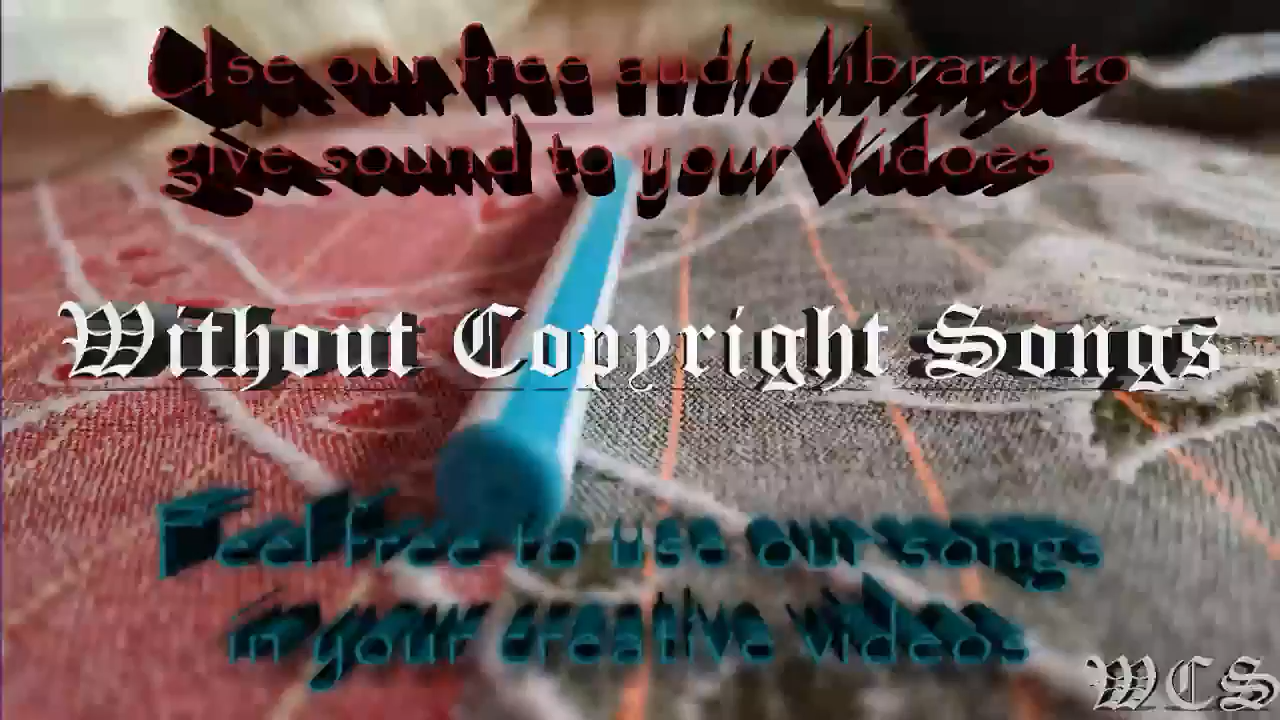 Use our free audio library to
give sound to your Vidoes
Without Copyright Songs
Feel free to use our songs
in your creative videos
WCS